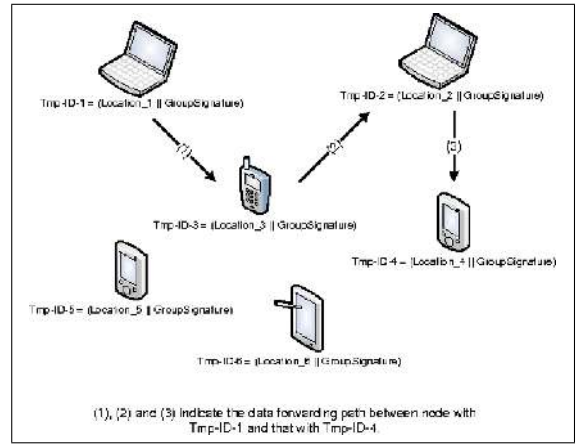 Tmp-ID-1 = (Location_1 || GroupSignature)
Tmp-ID-2 = (Location_2 || GroupSignature)
(1)
(2)
(3)
Tmp-ID-3 = (Location_3 || GroupSignature)
Tmp-ID-4 = (Location_4 || GroupSignature)
Tmp-ID-5 = (Location_5 || GroupSignature)
Tmp-ID-6 = (Location_6 || GroupSignature)
(1), (2) and (3) indicate the data forwarding path between node with
Tmp-ID-1 and that with Tmp-ID-4.